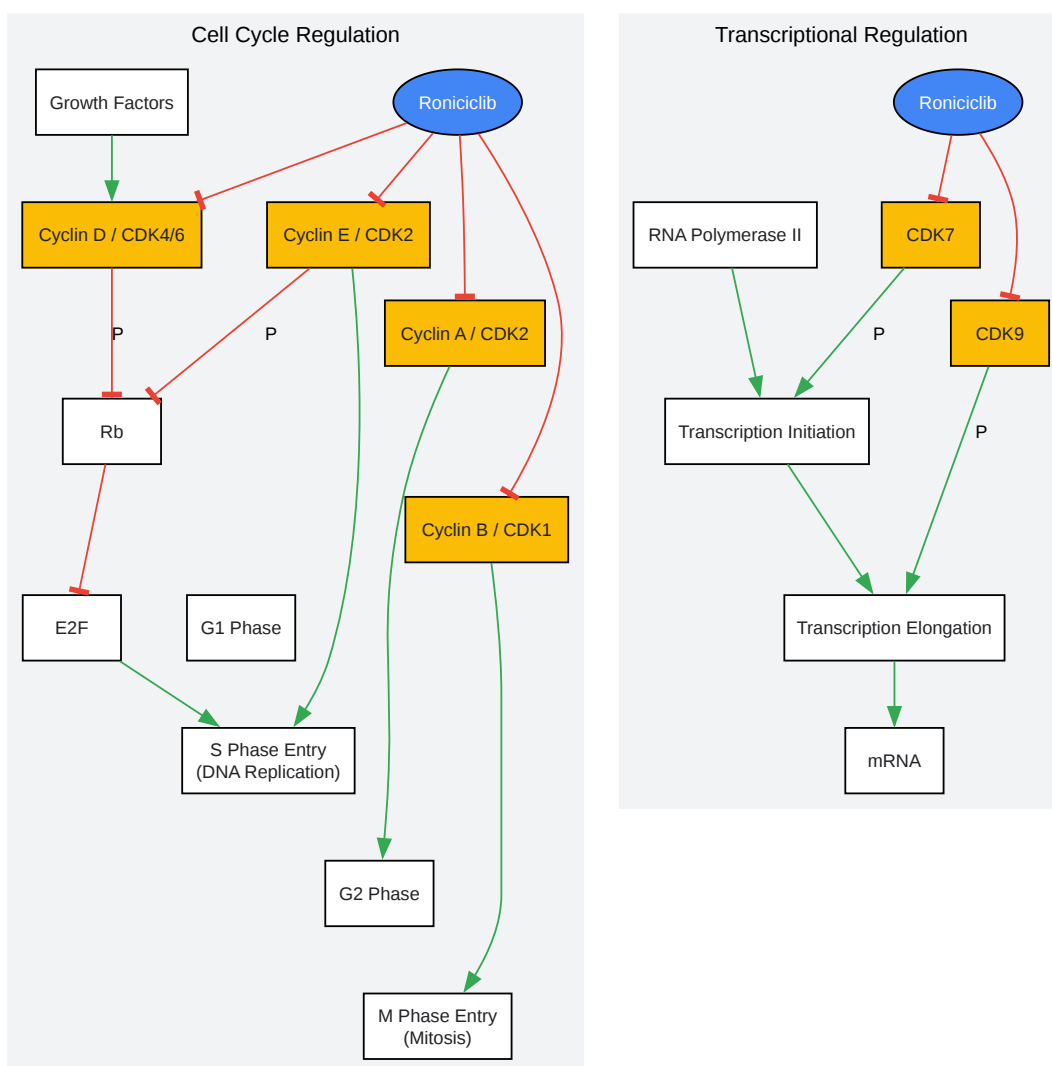 Cell Cycle Regulation
Growth Factors
Roniciclib
Cyclin D / CDK4/6
Cyclin E / CDK2
Cyclin A / CDK2
P
P
Rb
Cyclin B / CDK1
E2F
G1 Phase
S Phase Entry
(DNA Replication)
G2 Phase
M Phase Entry
(Mitosis)
Transcriptional Regulation
Roniciclib
RNA Polymerase II
CDK7
CDK9
P
Transcription Initiation
P
Transcription Elongation
mRNA